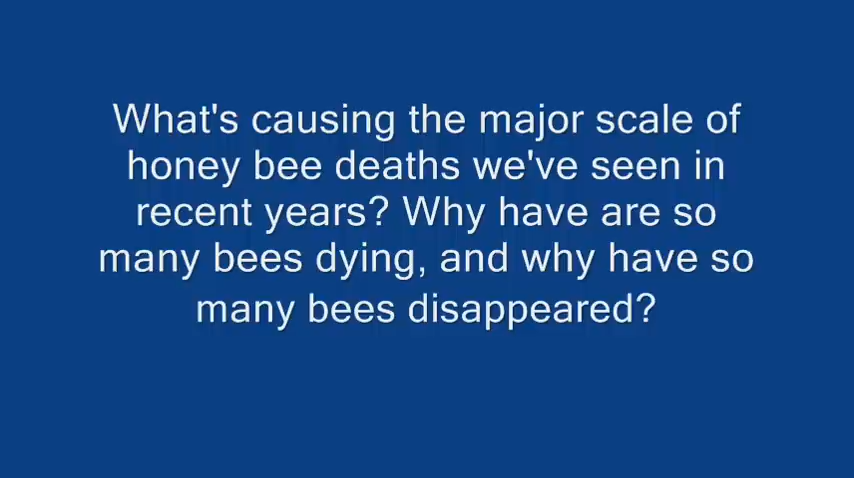 What's causing the major scale of
honey bee deaths we've seen in
recent years? Why have are so
many bees dying, and why have so
many bees disappeared?